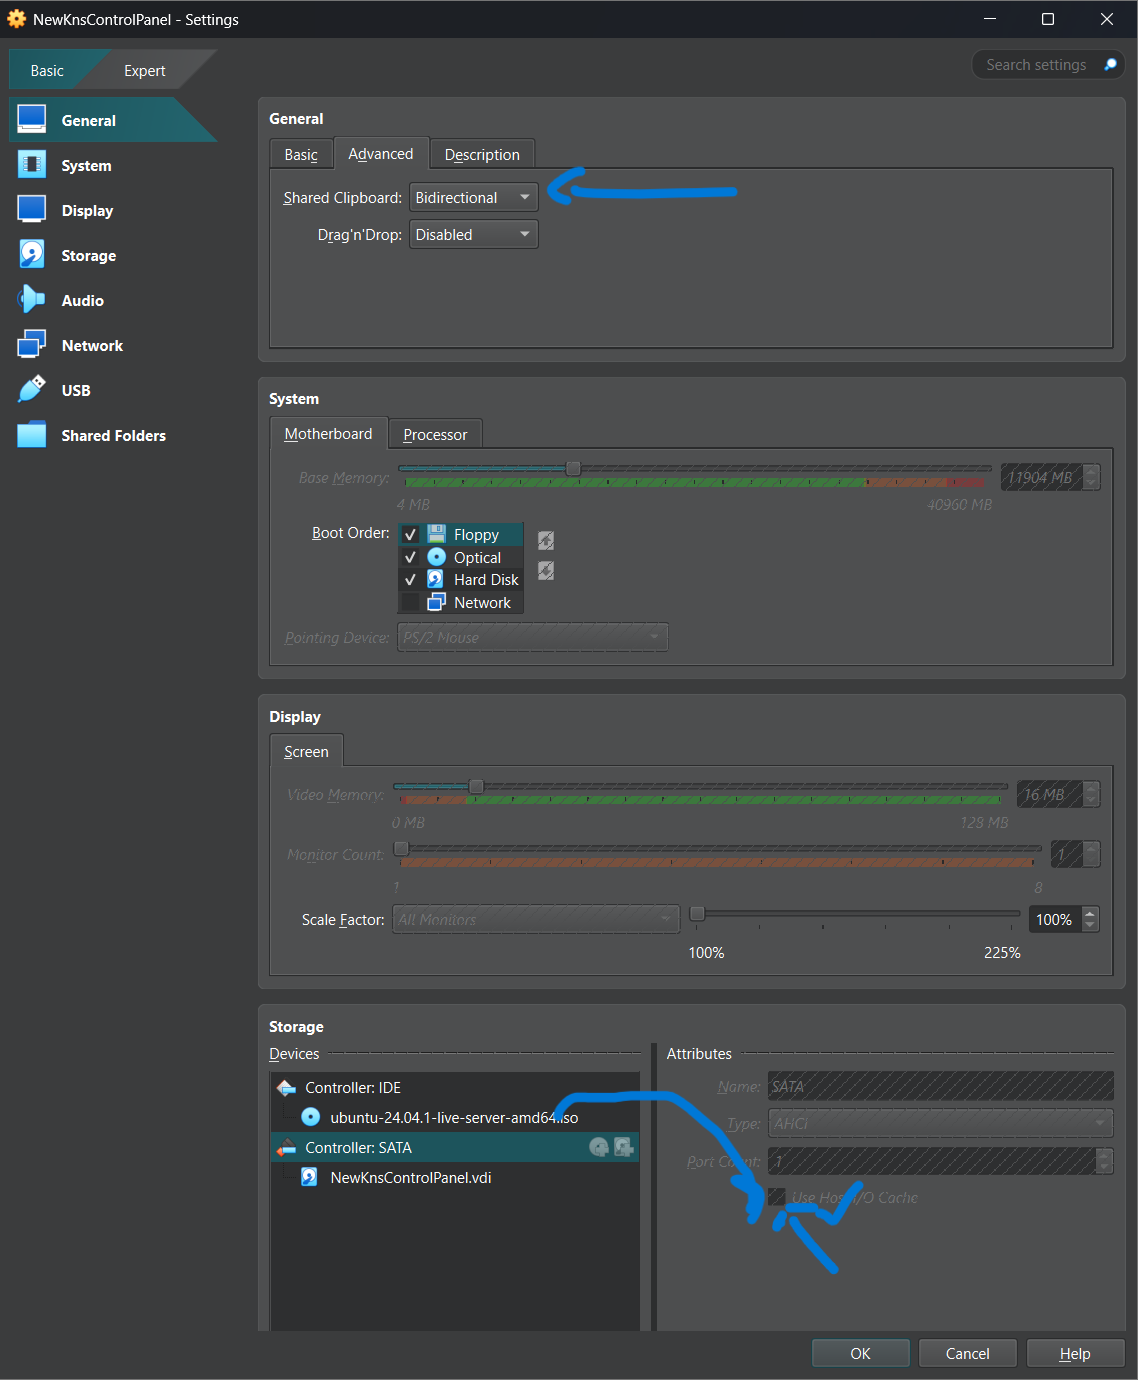 NewKnsControlPanel - Settings
Basic
Expert
Search settings
General
System
Display
Storage
Audio
Network
USB
Shared Folders
General
Basic
Advanced
Description
Shared Clipboard: Bidirectional
Drag'n'Drop: Disabled
System
Motherboard
Processor
Base Memory: 11904 MB
4 MB 40960 MB
Boot Order: Floppy
Optical
Hard Disk
Network
Pointing Device: PS/2 Mouse
Display
Screen
Video Memory: 16 MB
0 MB 128 MB
Monitor Count: 1
1 8
Scale Factor: All Monitors 100%
100% 225%
Storage
Devices
Controller: IDE
ubuntu-24.04.1-live-server-amd64.iso
Controller: SATA
NewKnsControlPanel.vdi
Attributes
Name: SATA
Type: AHCI
Port Count: 1
Use Host I/O Cache
OK Cancel Help